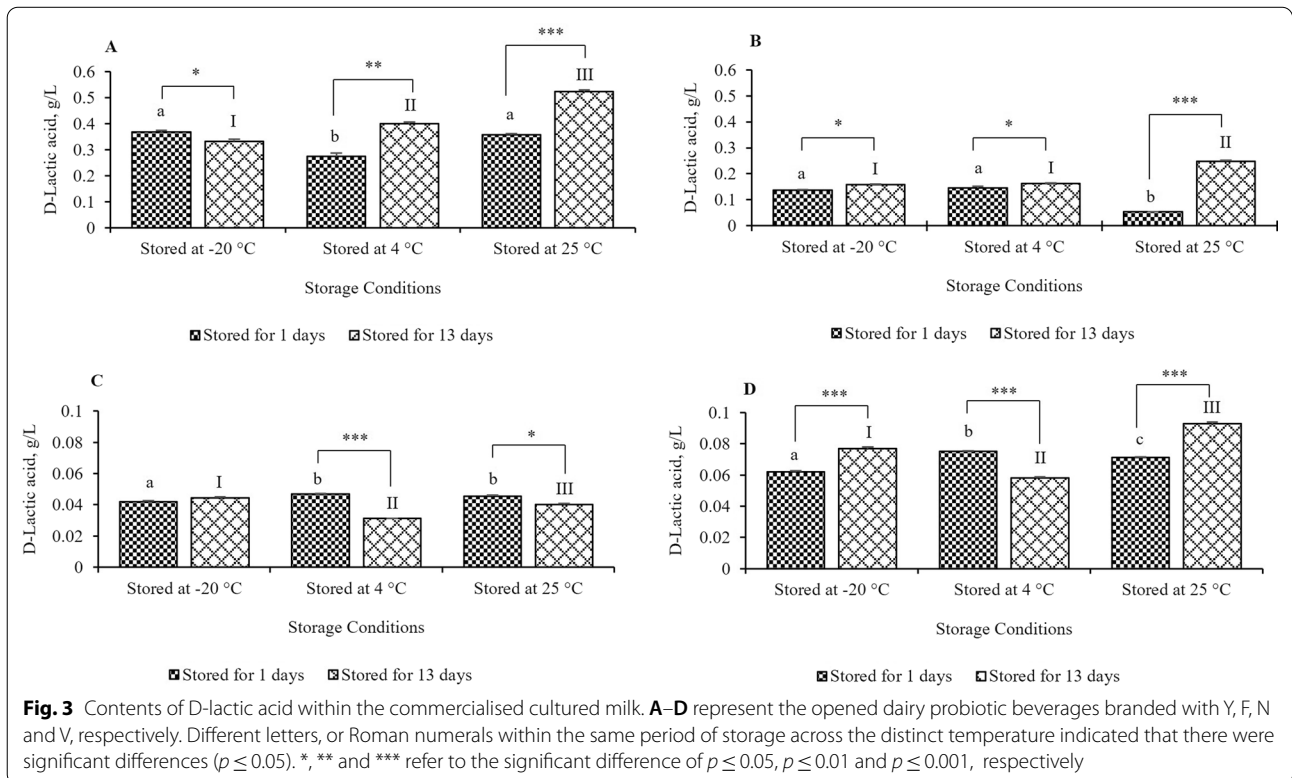 A
D-Lactic acid, g/L
0.6
0.5
0.4
0.3
0.2
0.1
0
*
**
***
a
I
b
II
a
III
Stored at -20 °C
Stored at 4 °C
Stored at 25 °C
Storage Conditions
Stored for 1 days
Stored for 13 days
B
D-Lactic acid, g/L
0.6
0.5
0.4
0.3
0.2
0.1
0
*
*
***
a
I
a
I
b
II
Stored at -20 °C
Stored at 4 °C
Stored at 25 °C
Storage Conditions
Stored for 1 days
Stored for 13 days
C
D-Lactic acid, g/L
0.1
0.08
0.06
0.04
0.02
0
***
*
a
I
b
II
b
III
Stored at -20 °C
Stored at 4 °C
Stored at 25 °C
Storage Conditions
Stored for 1 days
Stored for 13 days
D
D-Lactic acid, g/L
0.1
0.08
0.06
0.04
0.02
0
***
***
***
a
I
b
II
c
III
Stored at -20 °C
Stored at 4 °C
Stored at 25 °C
Storage Conditions
Stored for 1 days
Stored for 13 days
Fig. 3 Contents of D-lactic acid within the commercialised cultured milk. A–D represent the opened dairy probiotic beverages branded with Y, F, N
and V, respectively. Different letters, or Roman numerals within the same period of storage across the distinct temperature indicated that there were
significant differences (p ≤ 0.05). *, ** and *** refer to the significant difference of p ≤ 0.05, p ≤ 0.01 and p ≤ 0.001, respectively